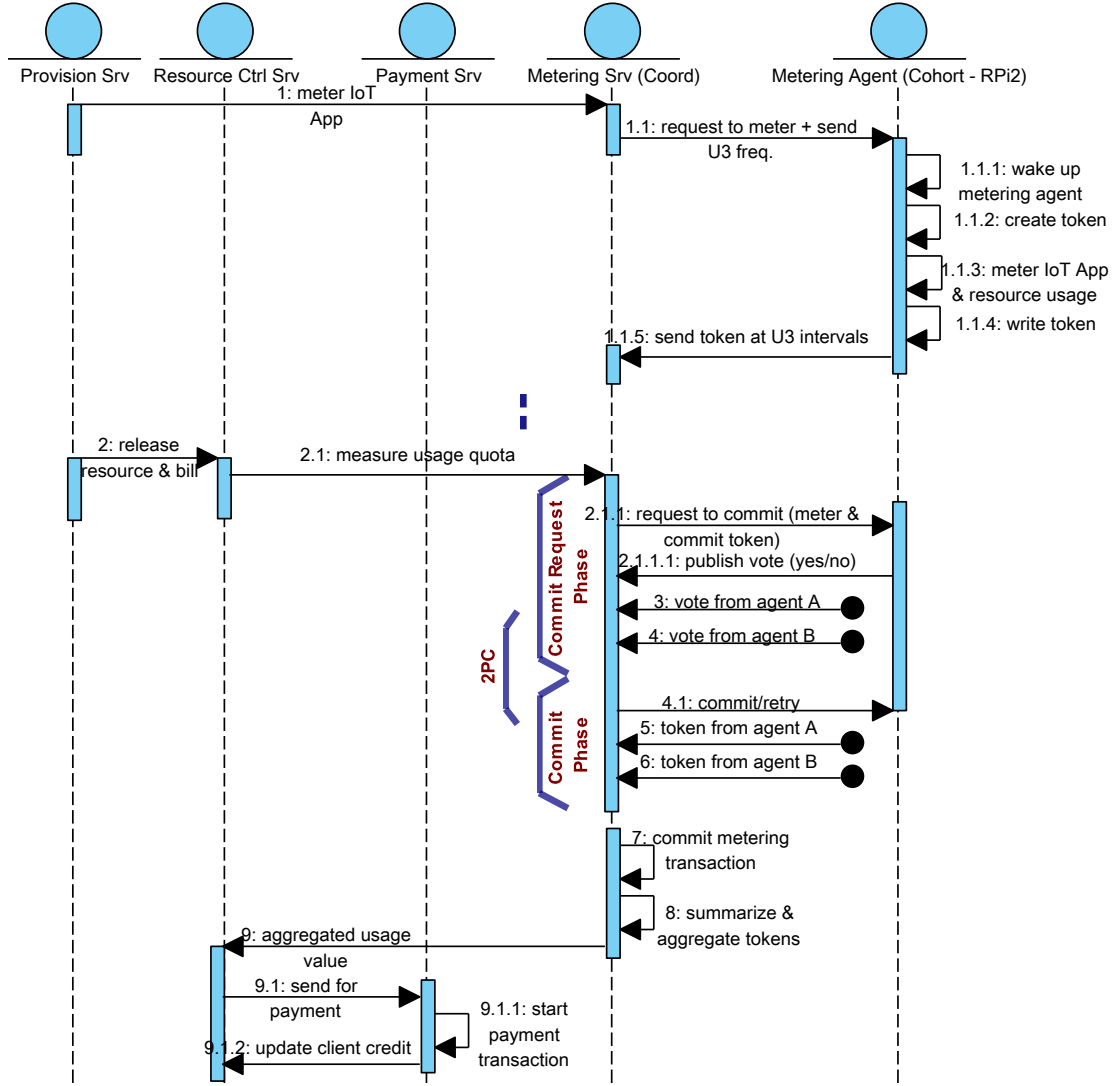 Provision Srv
Resource Ctrl Srv
Payment Srv
Metering Srv (Coord)
Metering Agent (Cohort - RPi2)
1: meter IoT
App
1.1: request to meter + send
U3 freq.
1.1.1: wake up
metering agent
1.1.2: create token
1.1.3: meter IoT App
& resource usage
1.1.4: write token
1.1.5: send token at U3 intervals
2: release
resource & bill
2.1: measure usage quota
Commit Request
Phase
2.1.1: request to commit (meter &
commit token)
2.1.1.1: publish vote (yes/no)
3: vote from agent A
4: vote from agent B
2PC
Commit
Phase
4.1: commit/retry
5: token from agent A
6: token from agent B
7: commit metering
transaction
8: summarize &
aggregate tokens
9: aggregated usage
value
9.1: send for
payment
9.1.1: start
payment
transaction
9.1.2: update client credit